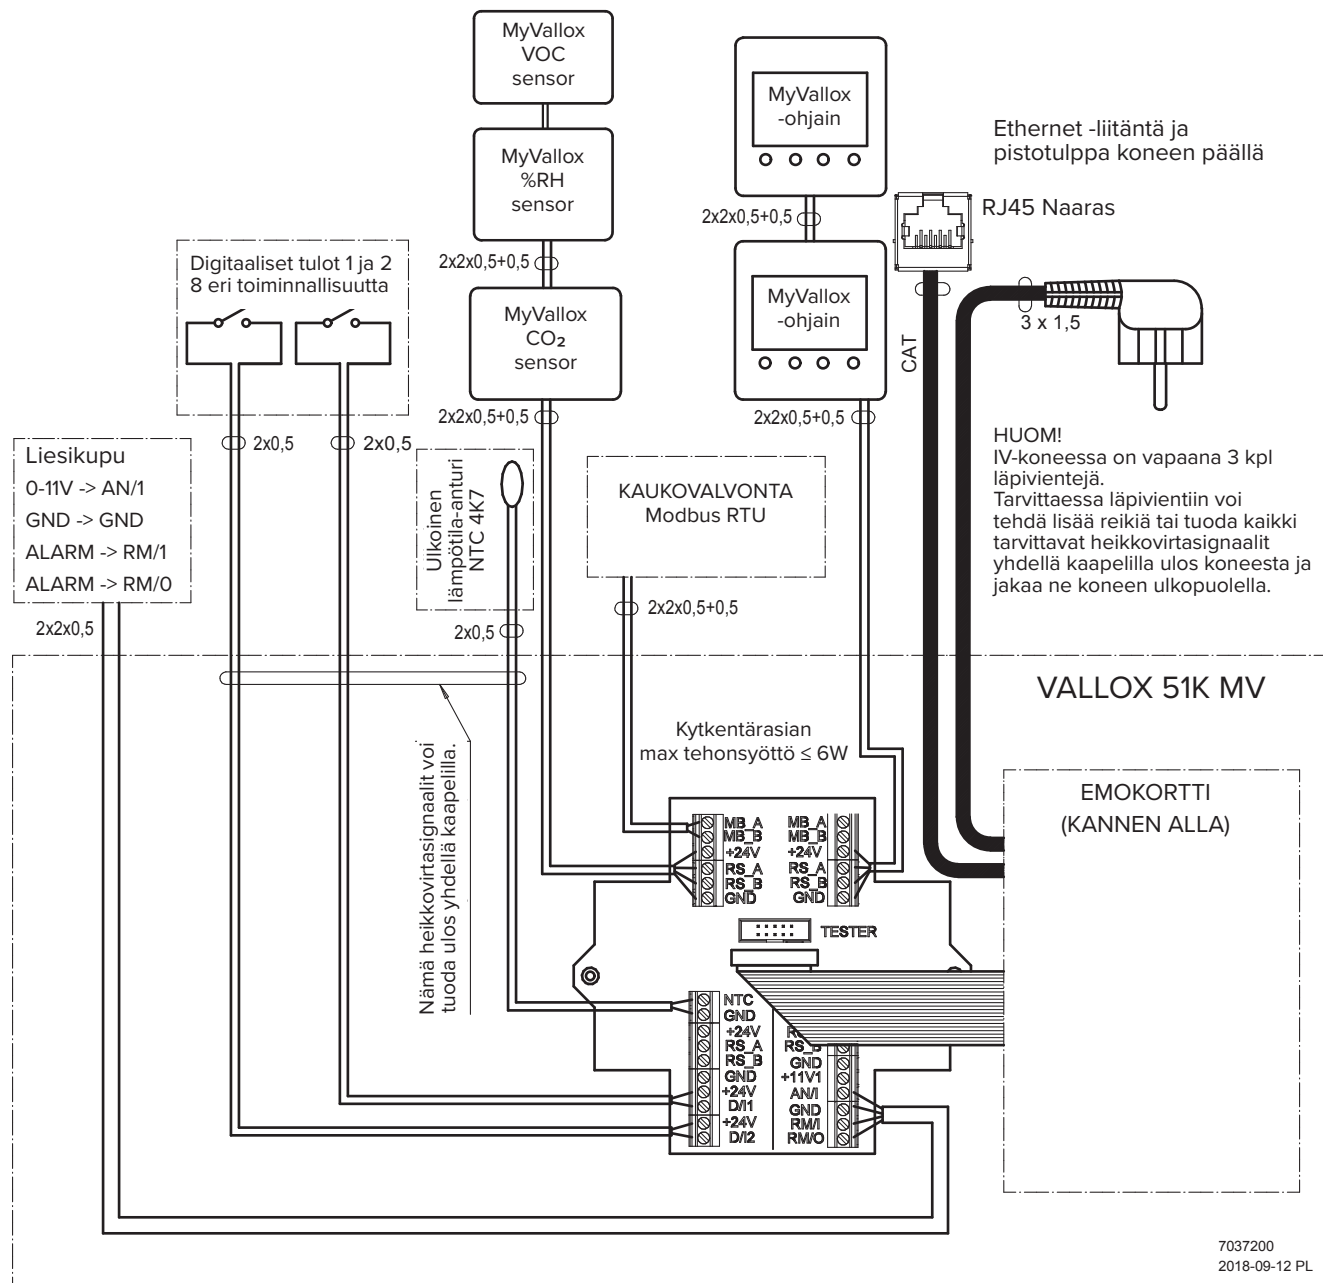 MyVallox
VOC
sensor
MyVallox
%RH
sensor
2x2x0,5+0,5
MyVallox
CO₂
sensor
2x2x0,5+0,5
MyVallox
-ohjain
2x2x0,5+0,5
MyVallox
-ohjain
2x2x0,5+0,5
Ethernet -liitäntä ja
pistotulppa koneen päällä
RJ45 Naaras
CAT
3 x 1,5
Digitaaliset tulot 1 ja 2
8 eri toiminnallisuutta
2x0,5
2x0,5
Liesikupu
0-11V -> AN/1
GND -> GND
ALARM -> RM/1
ALARM -> RM/0
2x2x0,5
Ulkoinen
lämpötila-anturi
NTC 4K7
2x0,5
KAUKOVALVONTA
Modbus RTU
2x2x0,5+0,5
HUOM!
IV-koneessa on vapaana 3 kpl
läpivientejä.
Tarvittaessa läpivientiin voi
tehdä lisää reikiä tai tuoda kaikki
tarvittavat heikkovirtasignaalit
yhdellä kaapelilla ulos koneesta ja
jakaa ne koneen ulkopuolella.
VALLOX 51K MV
Nämä heikkovirtasignaalit voi
tuoda ulos yhdellä kaapelilla.
Kytkentärasian
max tehonsyöttö ≤ 6W
EMOKORTTI
(KANNEN ALLA)
MB_A
MB_B
+24V
RS_A
RS_B
GND
MB_A
MB_B
+24V
RS_A
RS_B
GND
TESTER
NTC
GND
+24V
RS_A
RS_B
GND
+24V
D/I1
+24V
D/I2
GND
+11V1
AN/I
GND
RM/I
RM/O
7037200
2018-09-12 PL